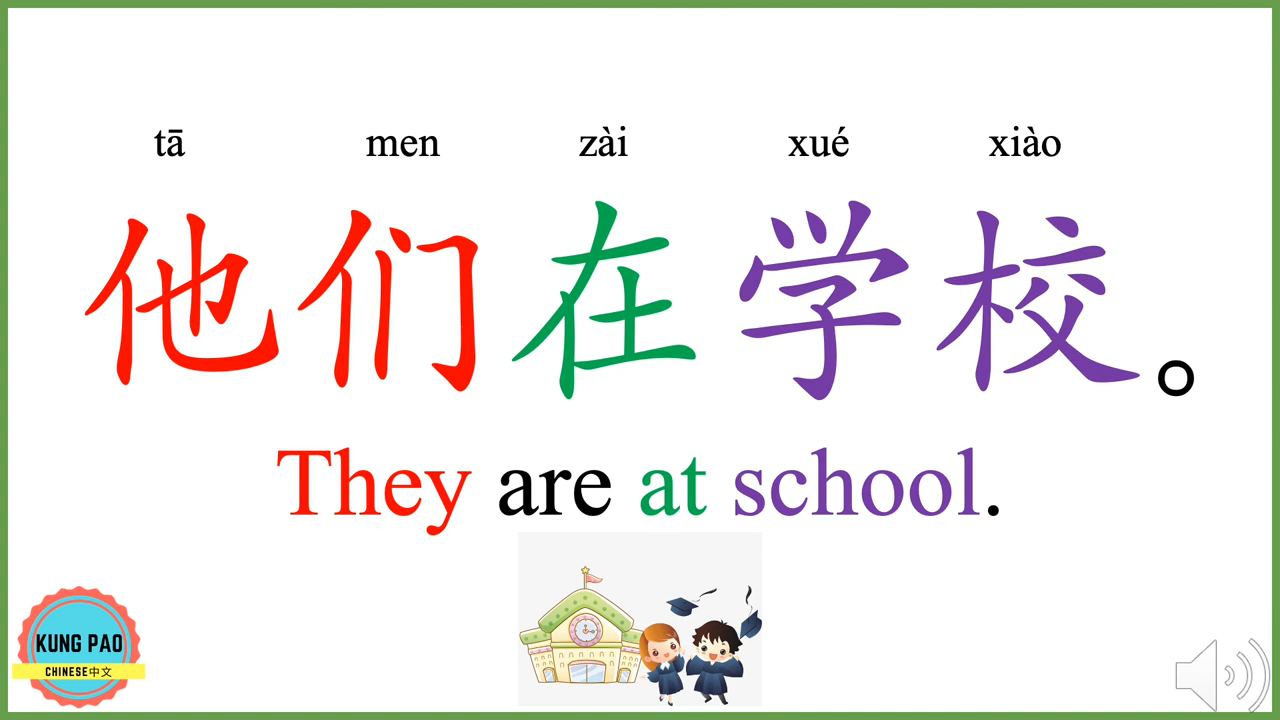 tā men zài xué xiào
他们在学校。
They are at school.
KUNG PAO
CHINESE中文